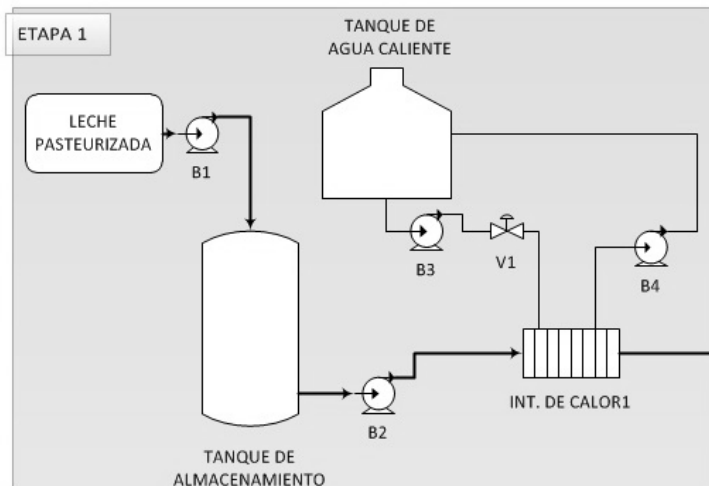 ETAPA 1
TANQUE DE
AGUA CALIENTE
LECHE
PASTEURIZADA
B1
B3
V1
B4
B2
INT. DE CALOR1
TANQUE DE
ALMACENAMIENTO